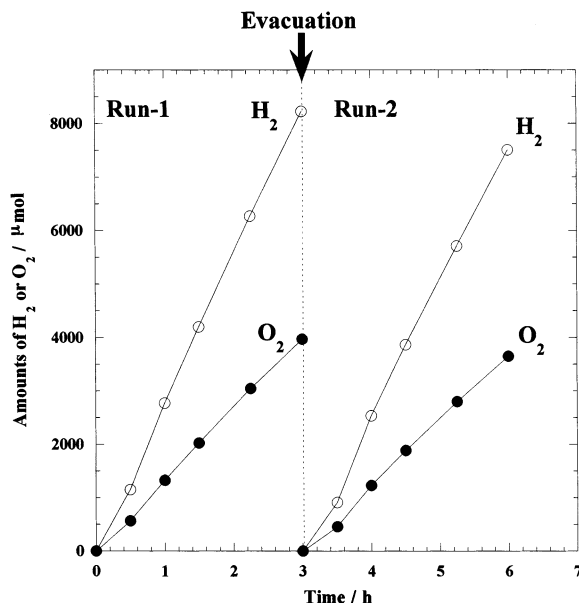 Evacuation
Run-1
H2
Run-2
H2
O2
O2
Amounts of H2 or O2 / μmol
8000
6000
4000
2000
0
0 1 2 3 4 5 6 7
Time / h